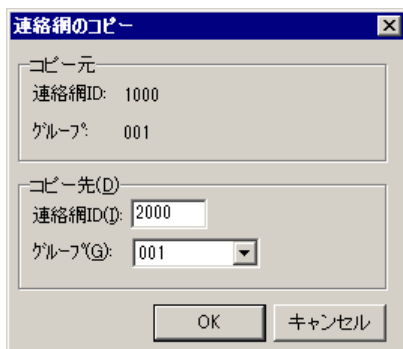 連絡網のコピー
コピー元
連絡網ID: 1000
ｸﾞﾙｰﾌﾟ: 001
コピー先(D)
連絡網ID(I): 2000
ｸﾞﾙｰﾌﾟ(G): 001
OK キャンセル